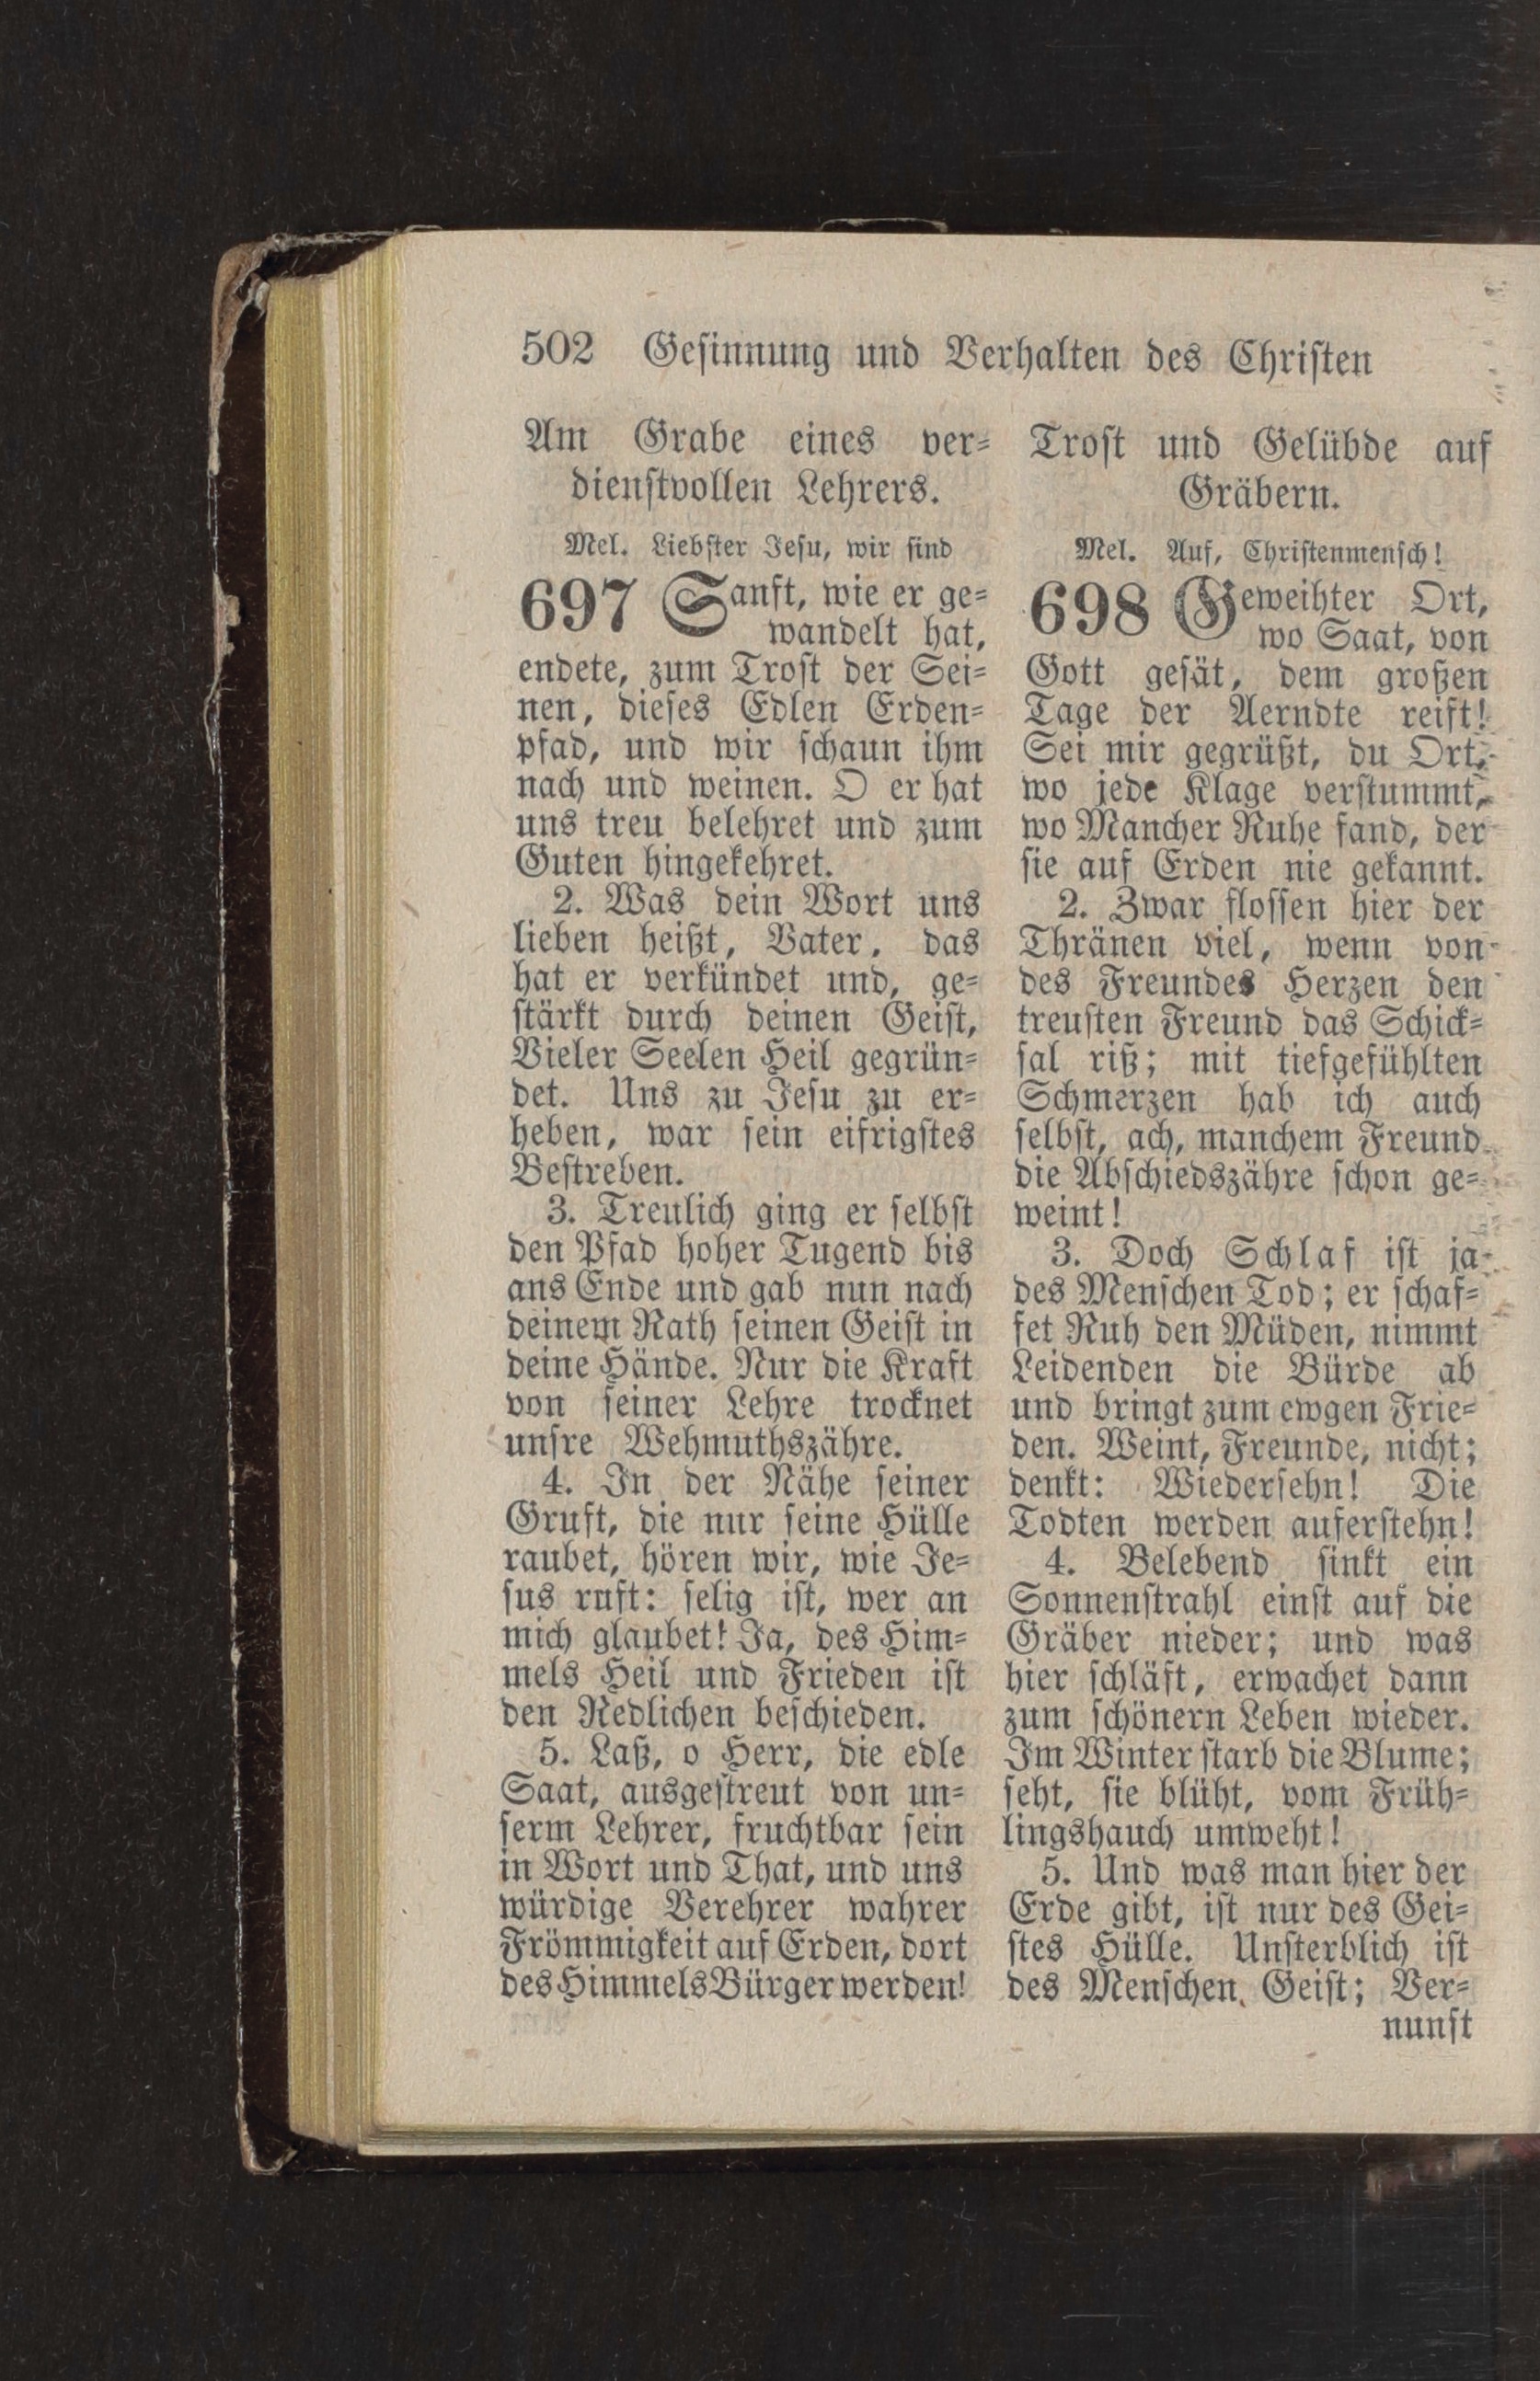 502 Gesinnung und Verhalten des Christen
Am Grabe eines ver-
dienstvollen Lehrers.
Mel. Liebster Jesu, wir sind
697 Sanft, wie er ge-
wandelt hat,
endete, zum Trost der Sei-
nen, dieses Edlen Erden-
pfad, und wir schaun ihm
nach und weinen. O er hat
uns treu belehret und zum
Guten hingekehret.
2. Was dein Wort uns
lieben heißt, Vater, das
hat er verkündet und, ge-
stärkt durch deinen Geist,
Vieler Seelen Heil gegrün-
det. Uns zu Jesu zu er-
heben, war sein eifrigstes
Bestreben.
3. Treulich ging er selbst
den Pfad hoher Tugend bis
ans Ende und gab nun nach
deinem Rath seinen Geist in
deine Hände. Nur die Kraft
von seiner Lehre trocknet
unsre Wehmuthszähre.
4. In der Nähe seiner
Gruft, die nur seine Hülle
raubet, hören wir, wie Je-
sus ruft: selig ist, wer an
mich glaubet! Ja, des Him-
mels Heil und Frieden ist
den Redlichen beschieden.
5. Laß, o Herr, die edle
Saat, ausgestreut von un-
serm Lehrer, fruchtbar sein
in Wort und That, und uns
würdige Verehrer wahrer
Frömmigkeit auf Erden, dort
des Himmels Bürger werden!
Trost und Gelübde auf
Gräbern.
Mel. Auf, Christenmensch!
698 Geweihter Ort,
wo Saat, von
Gott gesät, dem großen
Tage der Aerndte reift!
Sei mir gegrüßt, du Ort,
wo jede Klage verstummt,
wo Mancher Ruhe fand, der
sie auf Erden nie gekannt.
2. Zwar flossen hier der
Thränen viel, wenn von
des Freundes Herzen den
treusten Freund das Schick-
sal riß; mit tiefgefühlten
Schmerzen hab ich auch
selbst, ach, manchem Freund
die Abschiedszähre schon ge-
weint!
3. Doch Schlaf ist ja
des Menschen Tod; er schaf-
fet Ruh den Müden, nimmt
Leidenden die Bürde ab
und bringt zum ewgen Frie-
den. Weint, Freunde, nicht;
denkt: Wiedersehn! Die
Todten werden auferstehn!
4. Belebend sinkt ein
Sonnenstrahl einst auf die
Gräber nieder; und was
hier schläft, erwachet dann
zum schönern Leben wieder.
Im Winter starb die Blume;
seht, sie blüht, vom Früh-
lingshauch umweht!
5. Und was man hier der
Erde gibt, ist nur des Gei-
stes Hülle. Unsterblich ist
des Menschen Geist; Ver-
nunft